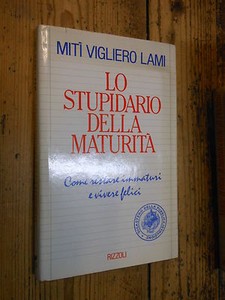 MITÌ VIGLIERO LAMI
LO
STUPIDARIO
DELLA
MATURITÀ
Come restare immaturi
e vivere felici
RIZZOLI